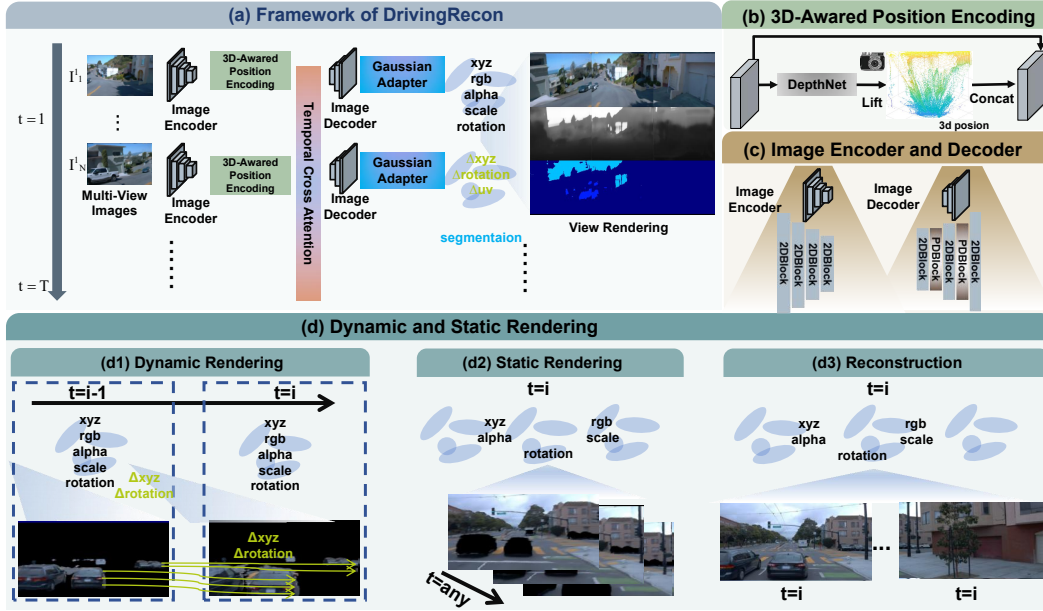 (a) Framework of DrivingRecon
t = 1
t = T
I¹₁
⋮
I¹N
Multi-View
Images
Image
Encoder
3D-Awared
Position
Encoding
Image
Encoder
3D-Awared
Position
Encoding
Temporal Cross Attention
Image
Decoder
Gaussian
Adapter
Image
Decoder
Gaussian
Adapter
xyz
rgb
alpha
scale
rotation
Δxyz
Δrotation
Δuv
segmentaion
View Rendering
(b) 3D-Awared Position Encoding
DepthNet
Lift
3d posion
Concat
(c) Image Encoder and Decoder
Image
Encoder
2DBlock
2DBlock
2DBlock
2DBlock
Image
Decoder
2DBlock
PDBlock
2DBlock
PDBlock
2DBlock
(d) Dynamic and Static Rendering
(d1) Dynamic Rendering
t=i-1
t=i
xyz
rgb
alpha
scale
rotation
Δxyz
Δrotation
xyz
rgb
alpha
scale
rotation
Δxyz
Δrotation
(d2) Static Rendering
t=i
xyz
rgb
alpha
scale
rotation
t=any
(d3) Reconstruction
t=i
xyz
rgb
alpha
scale
rotation
...
t=i
t=i